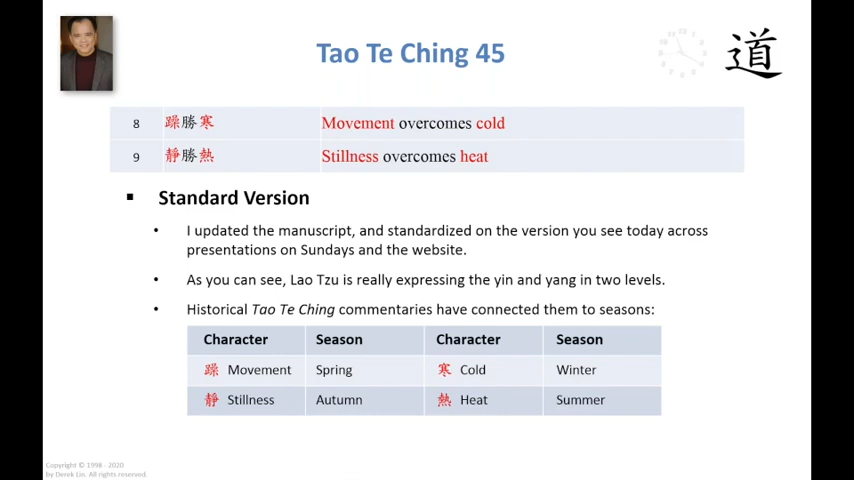 Tao Te Ching 45
道
8 躁勝寒 Movement overcomes cold
9 靜勝熱 Stillness overcomes heat
▪ Standard Version
• I updated the manuscript, and standardized on the version you see today across
presentations on Sundays and the website.
• As you can see, Lao Tzu is really expressing the yin and yang in two levels.
• Historical Tao Te Ching commentaries have connected them to seasons:
Character Season Character Season
躁 Movement Spring 寒 Cold Winter
靜 Stillness Autumn 熱 Heat Summer
Copyright © 1998 - 2020
by Derek Lin. All rights reserved.